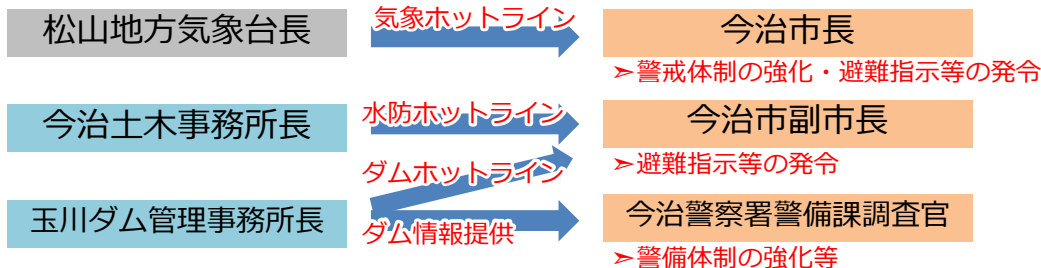 松山地方気象台長
気象ホットライン
今治市長
➢警戒体制の強化・避難指示等の発令
今治土木事務所長
水防ホットライン
今治市副市長
➢避難指示等の発令
ダムホットライン
玉川ダム管理事務所長
ダム情報提供
今治警察署警備課調査官
➢警備体制の強化等